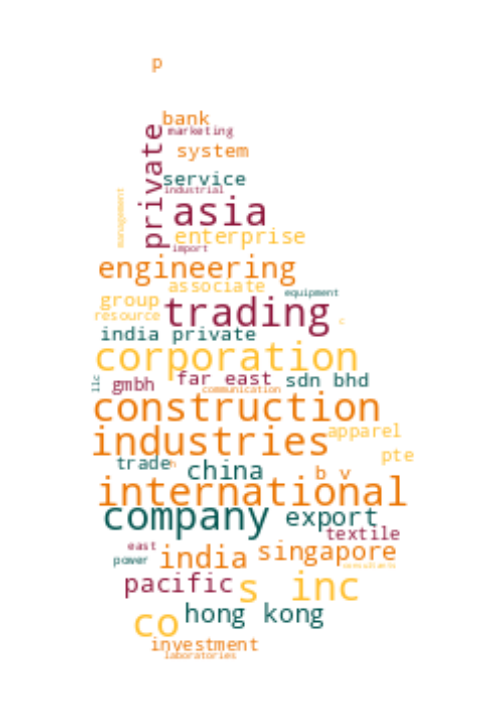 p
bank
marketing
private
system
service
industrial
management
asia
enterprise
import
engineering
associate
equipment
group
resource
trading
c
india private
corporation
far east
sdn bhd
llc
gmbh
communication
construction
industries
apparel
pte
trade
n
china
b v
international
company
export
textile
east
power
india
singapore
consultants
pacific
s
inc
co
hong kong
investment
laboratories